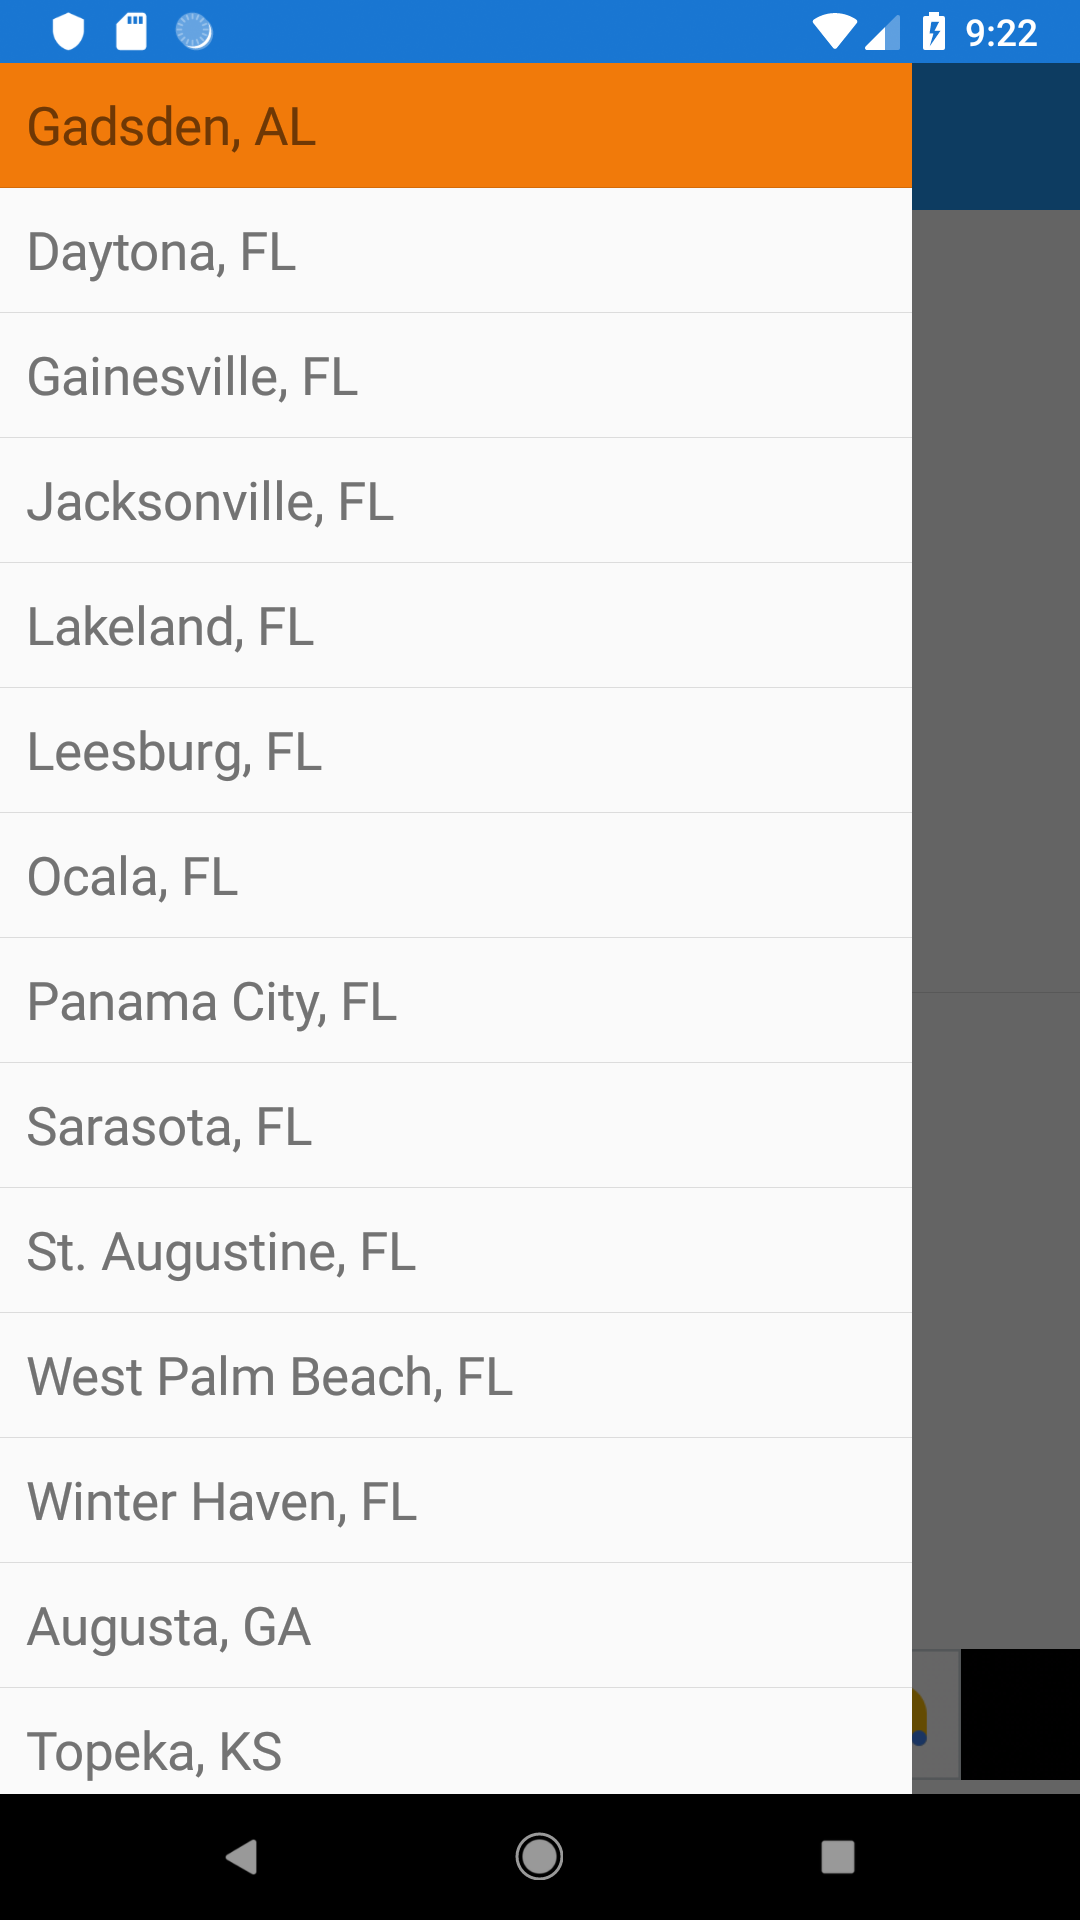 9:22
Gadsden, AL
Daytona, FL
Gainesville, FL
Jacksonville, FL
Lakeland, FL
Leesburg, FL
Ocala, FL
Panama City, FL
Sarasota, FL
St. Augustine, FL
West Palm Beach, FL
Winter Haven, FL
Augusta, GA
Topeka, KS